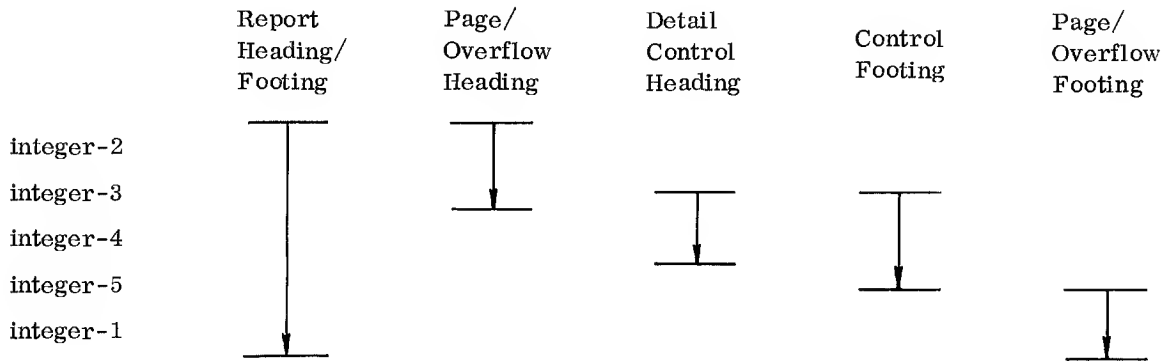 Report
Heading/
Footing
Page/
Overflow
Heading
Detail
Control
Heading
Control
Footing
Page/
Overflow
Footing
integer-2
integer-3
integer-4
integer-5
integer-1